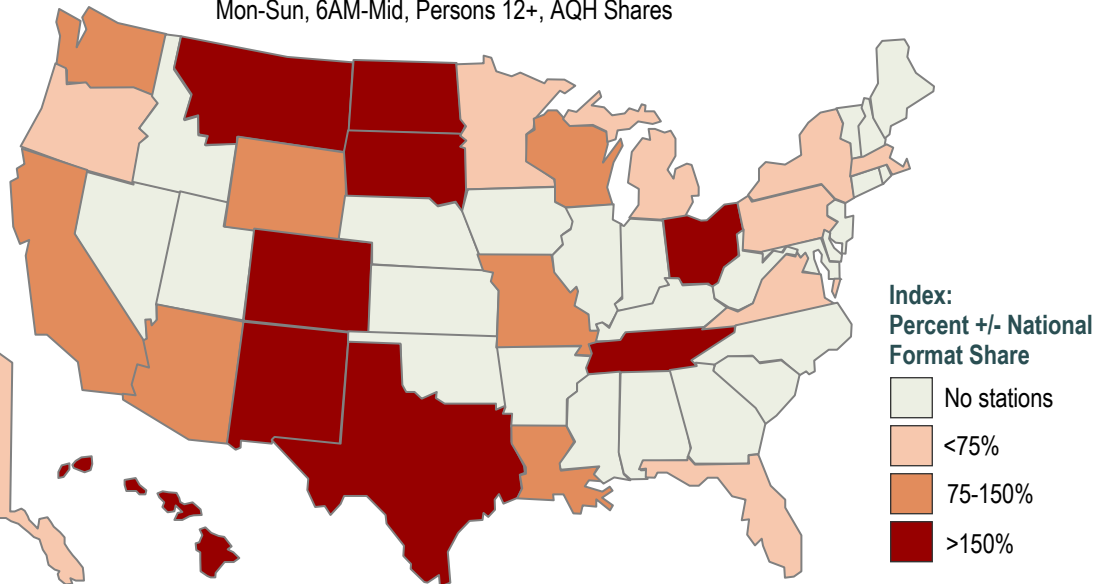 Mon-Sun, 6AM-Mid, Persons 12+, AQH Shares
Index:
Percent +/- National
Format Share
No stations
<75%
75-150%
>150%